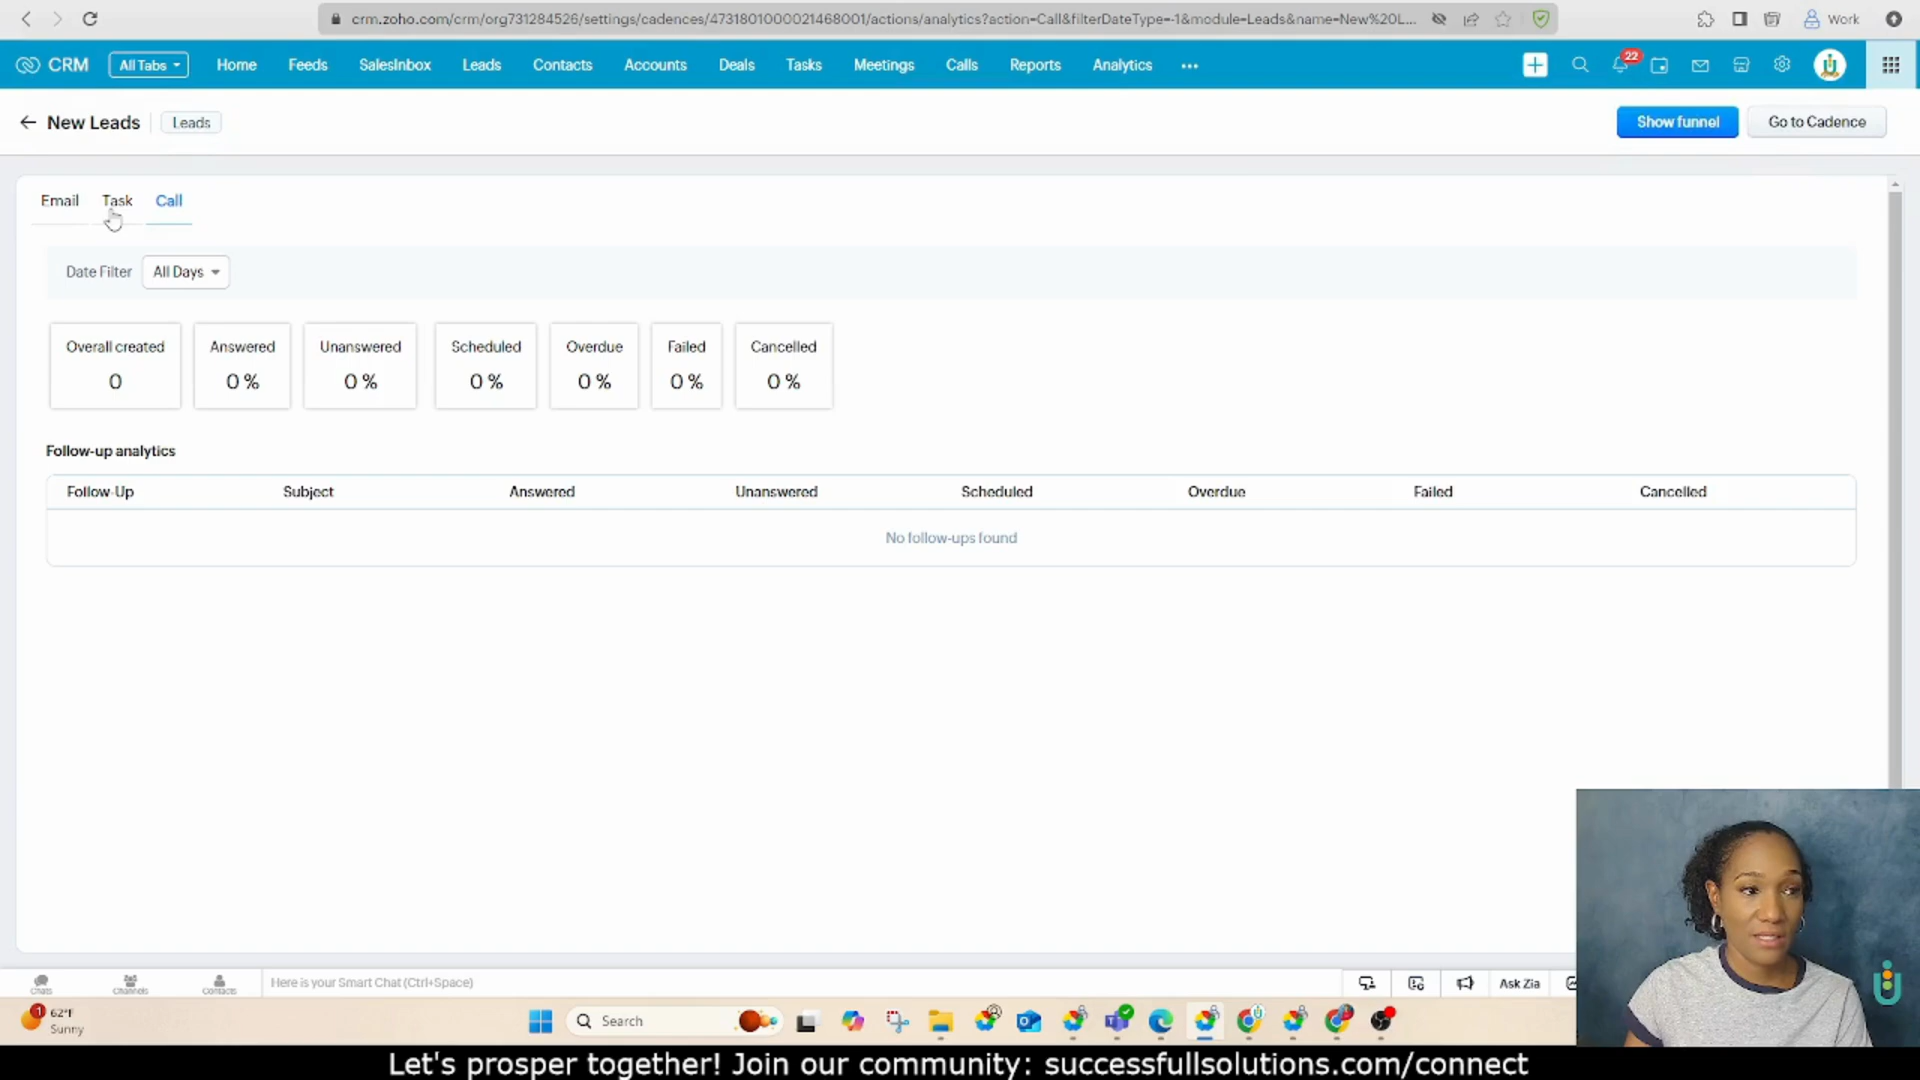 crm.zoho.com/crm/org731284526/settings/cadences/4731801000021468001/actions/analytics?action=Call&filterDateType=-1&module=Leads&name=New%20L...
Work
CRM
All Tabs
Home
Feeds
SalesInbox
Leads
Contacts
Accounts
Deals
Tasks
Meetings
Calls
Reports
Analytics
22
New Leads
Leads
Show funnel
Go to Cadence
Email
Task
Call
Date Filter
All Days
Overall created
Answered
Unanswered
Scheduled
Overdue
Failed
Cancelled
0
0 %
0 %
0 %
0 %
0 %
0 %
Follow-up analytics
Follow-Up
Subject
Answered
Unanswered
Scheduled
Overdue
Failed
Cancelled
No follow-ups found
Chats
Channels
Contacts
Here is your Smart Chat (Ctrl+Space)
Ask Zia
1
62°F
Sunny
Search
Let's prosper together! Join our community: successfullsolutions.com/connect